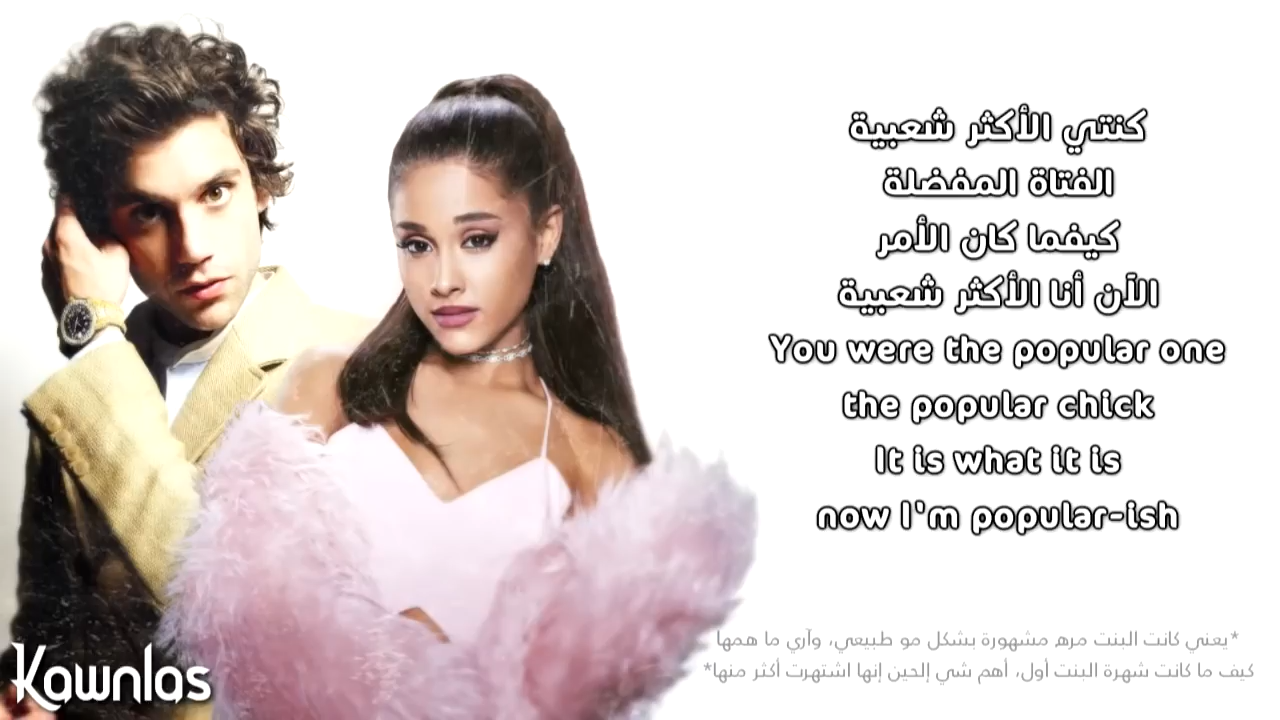 كنتي الأكثر شعبية
الفتاة المفضلة
كيفما كان الأمر
الآن أنا الأكثر شعبية
You were the popular one
the popular chick
It is what it is
now I'm popular-ish
*يعني كانت البنت مره مشهورة بشكل مو طبيعي، وآري ما همها
كيف ما كانت شهرة البنت أول، أهم شي إلحين إنها اشتهرت أكثر منها*
Kawnlas